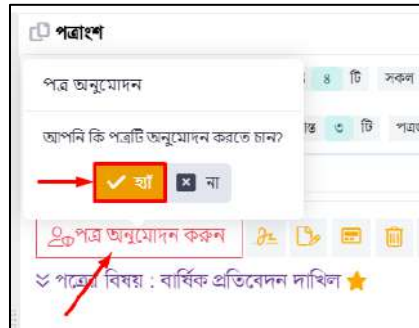 পত্রাংশ
পত্র অনুমোদন
৪ টি সকল
আপনি কি পত্রটি অনুমোদন করতে চান?
৩ টি
হ্যাঁ না
পত্র অনুমোদন করুন
পত্রের বিষয় : বার্ষিক প্রতিবেদন দাখিল